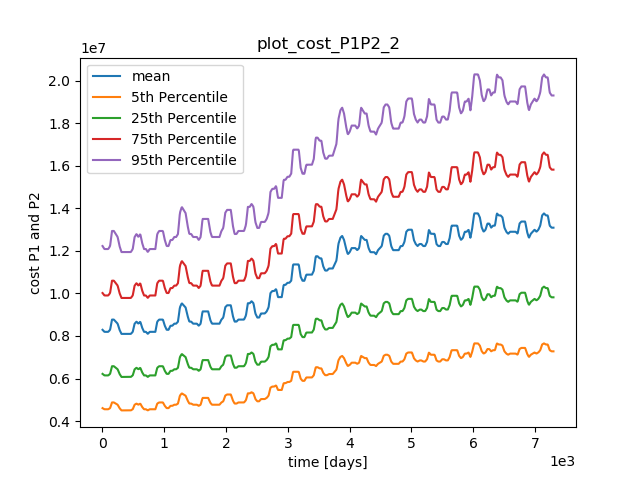 plot_cost_P1P2_2
1e7
mean
5th Percentile
25th Percentile
75th Percentile
95th Percentile
2.0
1.8
1.6
1.4
1.2
1.0
0.8
0.6
0.4
cost P1 and P2
0 1 2 3 4 5 6 7
time [days]
1e3